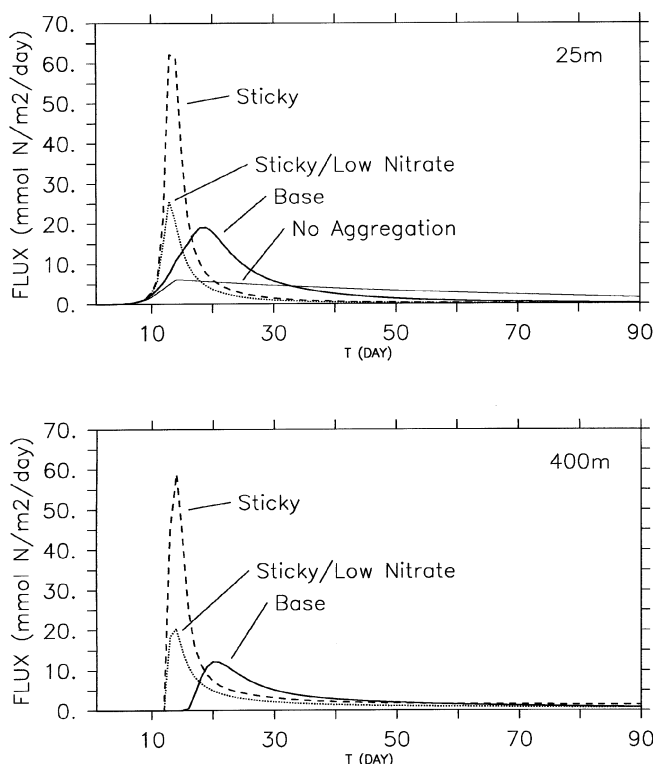 70.
60.
50.
40.
30.
20.
10.
0.
FLUX (mmol N/m2/day)
25m
Sticky
Sticky/Low Nitrate
Base
No Aggregation
10 30 50 70 90
T (DAY)
70.
60.
50.
40.
30.
20.
10.
0.
FLUX (mmol N/m2/day)
400m
Sticky
Sticky/Low Nitrate
Base
10 30 50 70 90
T (DAY)